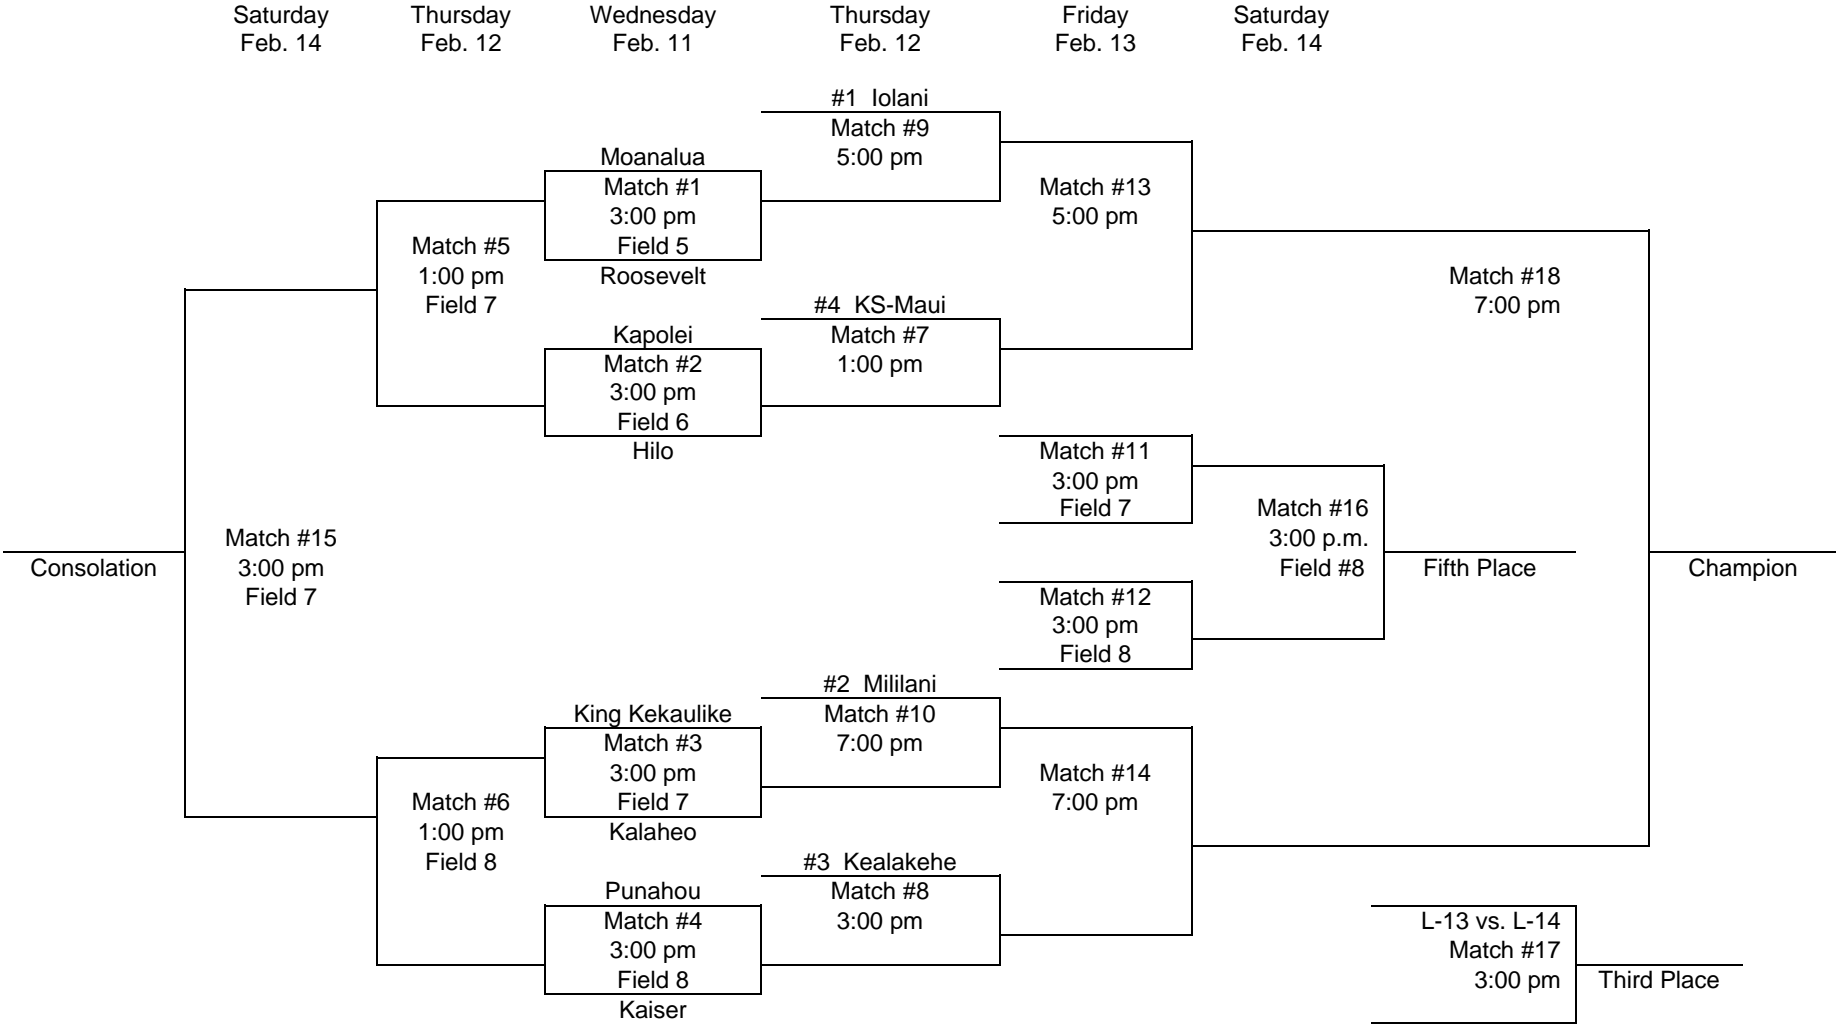 Saturday Thursday Wednesday Thursday Friday Saturday
Feb. 14 Feb. 12 Feb. 11 Feb. 12 Feb. 13 Feb. 14
#1 Iolani
Match #9
5:00 pm
Moanalua
Match #1
3:00 pm
Field 5
Roosevelt
Match #13
5:00 pm
Match #5
1:00 pm
Field 7
Match #18
7:00 pm
#4 KS-Maui
Match #7
1:00 pm
Kapolei
Match #2
3:00 pm
Field 6
Hilo
Match #11
3:00 pm
Field 7
Match #16
3:00 p.m.
Field #8
Match #15
3:00 pm
Field 7
Consolation
Fifth Place
Champion
Match #12
3:00 pm
Field 8
#2 Mililani
Match #10
7:00 pm
King Kekaulike
Match #3
3:00 pm
Field 7
Kalaheo
Match #14
7:00 pm
Match #6
1:00 pm
Field 8
#3 Kealakehe
Match #8
3:00 pm
Punahou
Match #4
3:00 pm
Field 8
Kaiser
L-13 vs. L-14
Match #17
3:00 pm
Third Place